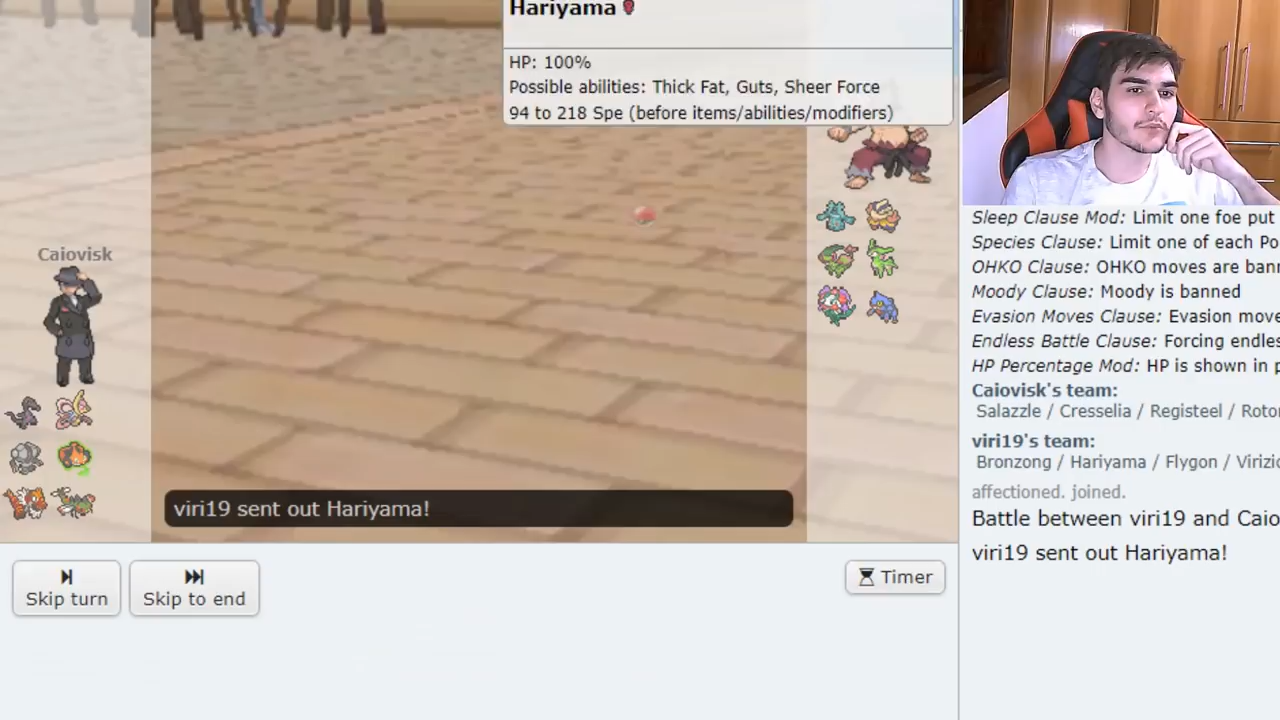 Hariyama
HP: 100%
Possible abilities: Thick Fat, Guts, Sheer Force
94 to 218 Spe (before items/abilities/modifiers)
Caiovisk
viri19 sent out Hariyama!
Skip turn
Skip to end
Timer
Sleep Clause Mod: Limit one foe put
Species Clause: Limit one of each Po
OHKO Clause: OHKO moves are bann
Moody Clause: Moody is banned
Evasion Moves Clause: Evasion move
Endless Battle Clause: Forcing endles
HP Percentage Mod: HP is shown in p
Caiovisk's team:
Salazzle / Cresselia / Registeel / Roto
viri19's team:
Bronzong / Hariyama / Flygon / Virizi
affectioned. joined.
Battle between viri19 and Caio
viri19 sent out Hariyama!